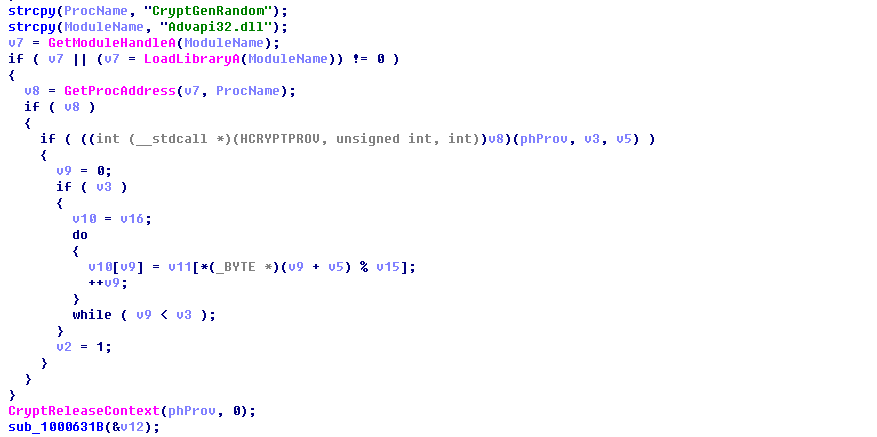 strcpy(ProcName, "CryptGenRandom");
strcpy(ModuleName, "Advapi32.dll");
v7 = GetModuleHandleA(ModuleName);
if ( v7 || (v7 = LoadLibraryA(ModuleName)) != 0 )
{
  v8 = GetProcAddress(v7, ProcName);
  if ( v8 )
  {
    if ( ((int (__stdcall *)(HCRYPTPROV, unsigned int, int))v8)(phProv, v3, v5) )
    {
      v9 = 0;
      if ( v3 )
      {
        v10 = v16;
        do
        {
          v10[v9] = v11[*(_BYTE *)(v9 + v5) % v15];
          ++v9;
        }
        while ( v9 < v3 );
      }
      v2 = 1;
    }
  }
}
CryptReleaseContext(phProv, 0);
sub_1000631B(&v12);